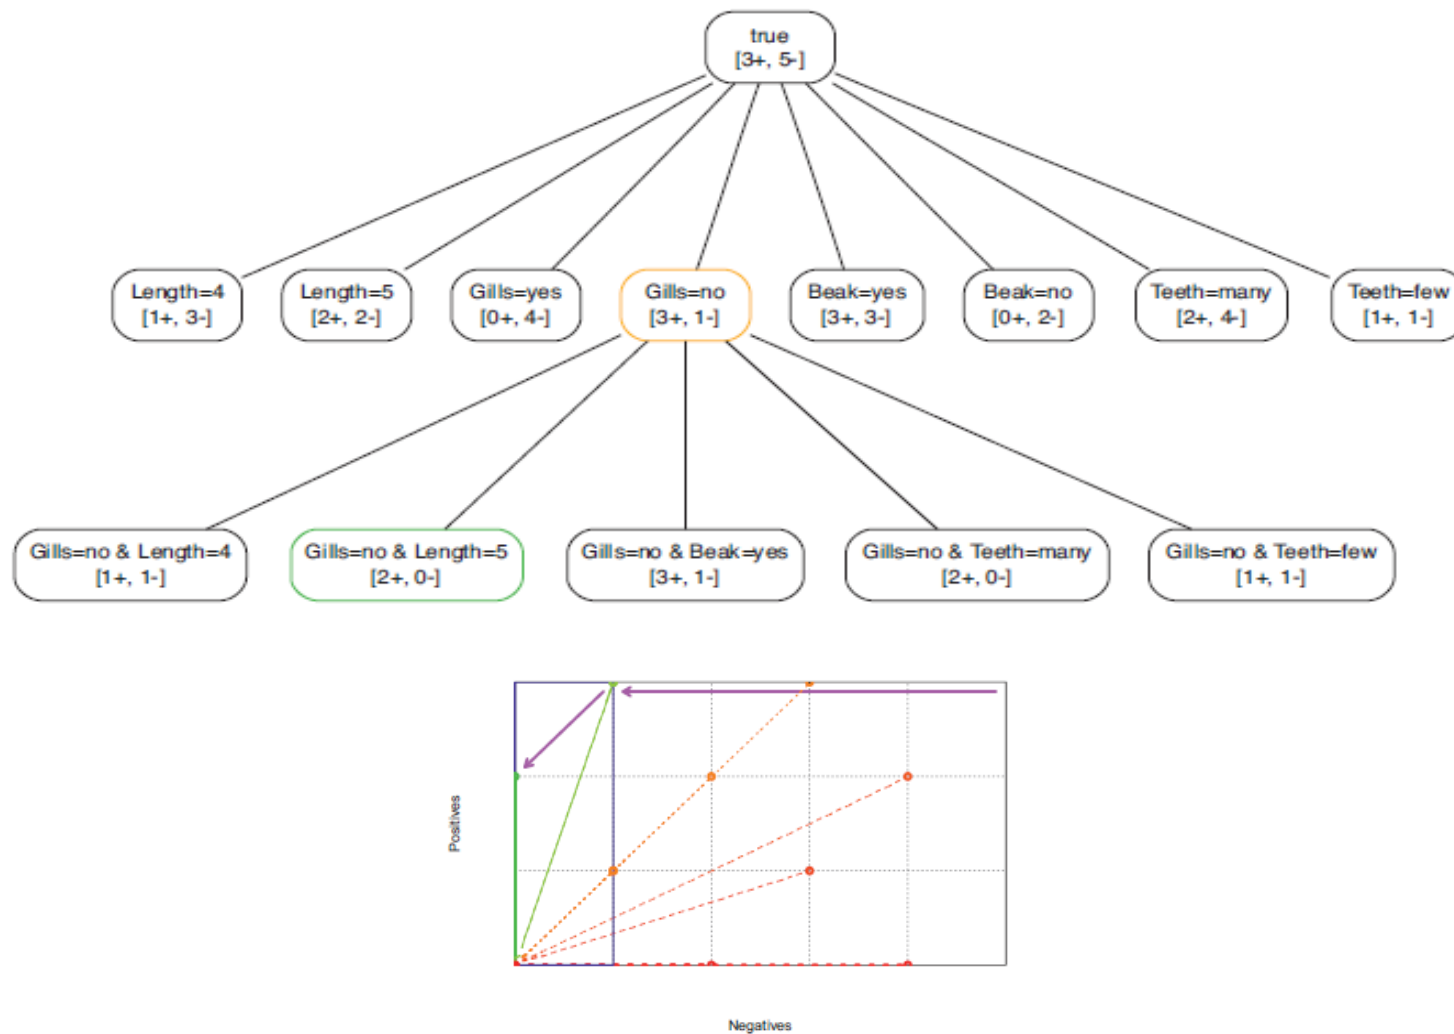 true
[3+, 5-]
Length=4
[1+, 3-]
Length=5
[2+, 2-]
Gills=yes
[0+, 4-]
Gills=no
[3+, 1-]
Beak=yes
[3+, 3-]
Beak=no
[0+, 2-]
Teeth=many
[2+, 4-]
Teeth=few
[1+, 1-]
Gills=no & Length=4
[1+, 1-]
Gills=no & Length=5
[2+, 0-]
Gills=no & Beak=yes
[3+, 1-]
Gills=no & Teeth=many
[2+, 0-]
Gills=no & Teeth=few
[1+, 1-]
Positives
Negatives